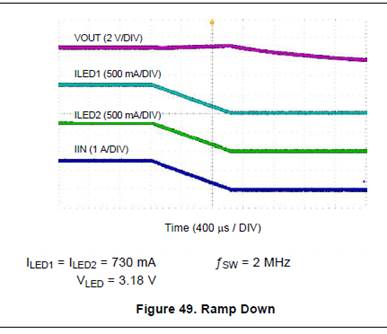 VOUT (2 V/DIV)
ILED1 (500 mA/DIV)
ILED2 (500 mA/DIV)
IIN (1 A/DIV)
Time (400 µs / DIV)
ILED1 = ILED2 = 730 mA
ƒSW = 2 MHz
VLED = 3.18 V
Figure 49. Ramp Down